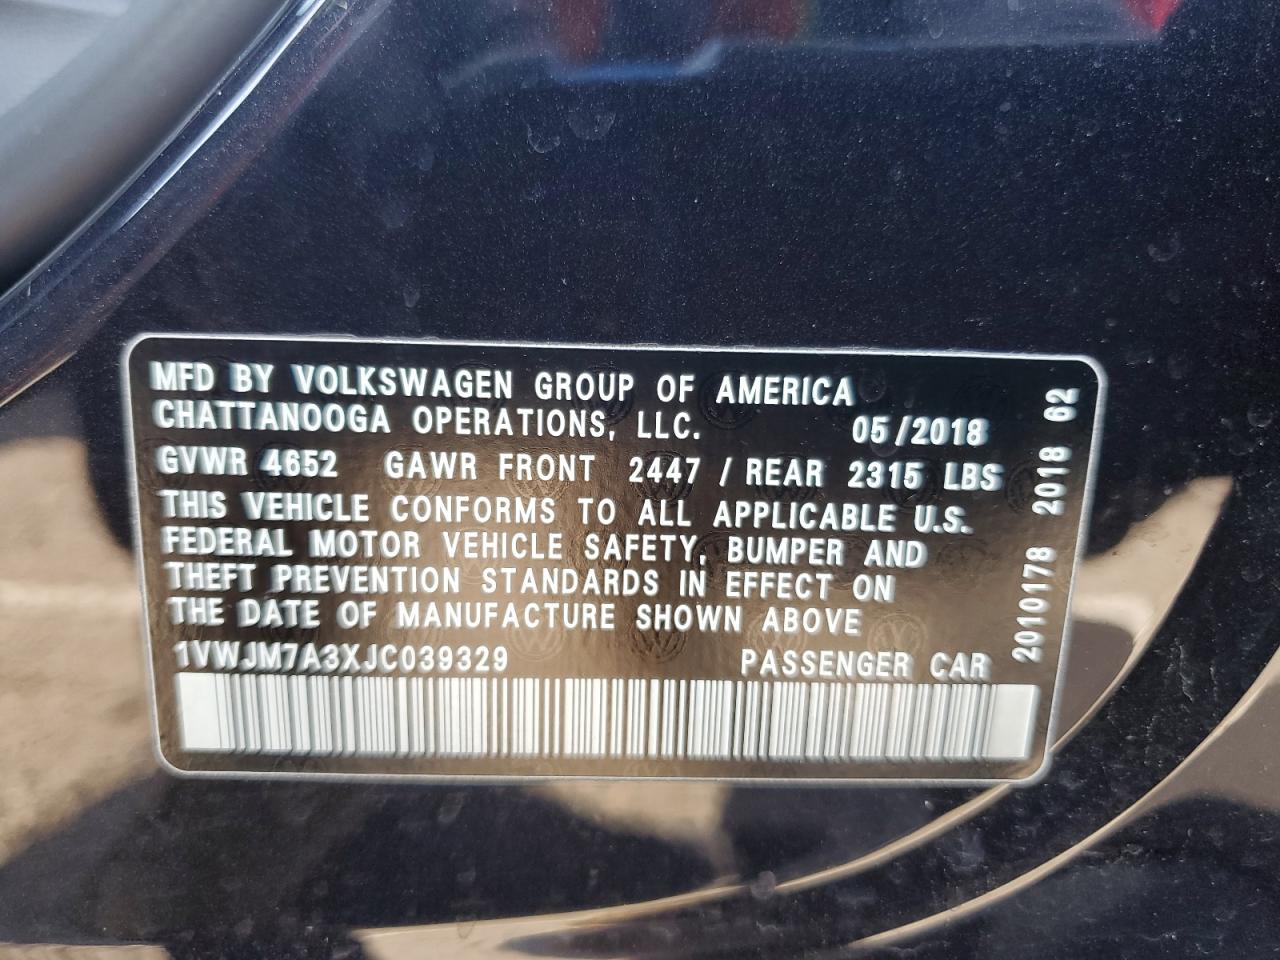 MFD BY VOLKSWAGEN GROUP OF AMERICA
CHATTANOOGA OPERATIONS, LLC. 05/2018
GVWR 4652 GAWR FRONT 2447 / REAR 2315 LBS
THIS VEHICLE CONFORMS TO ALL APPLICABLE U.S.
FEDERAL MOTOR VEHICLE SAFETY, BUMPER AND
THEFT PREVENTION STANDARDS IN EFFECT ON
THE DATE OF MANUFACTURE SHOWN ABOVE
1VWJM7A3XJC039329 PASSENGER CAR
2010178 2018 62